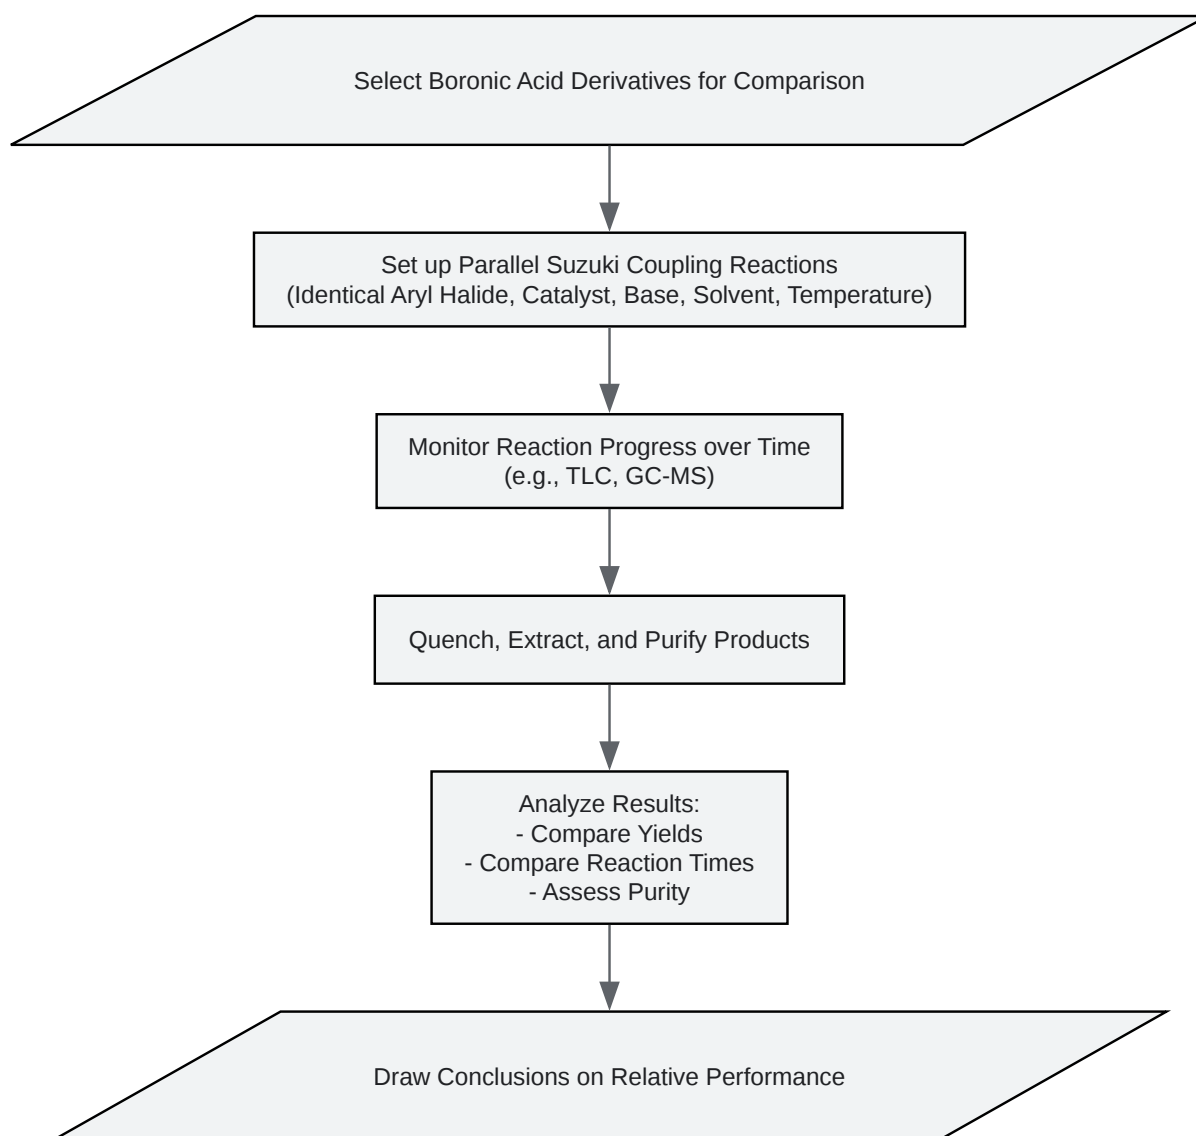 Select Boronic Acid Derivatives for Comparison
Set up Parallel Suzuki Coupling Reactions
(Identical Aryl Halide, Catalyst, Base, Solvent, Temperature)
Monitor Reaction Progress over Time
(e.g., TLC, GC-MS)
Quench, Extract, and Purify Products
Analyze Results:
- Compare Yields
- Compare Reaction Times
- Assess Purity
Draw Conclusions on Relative Performance